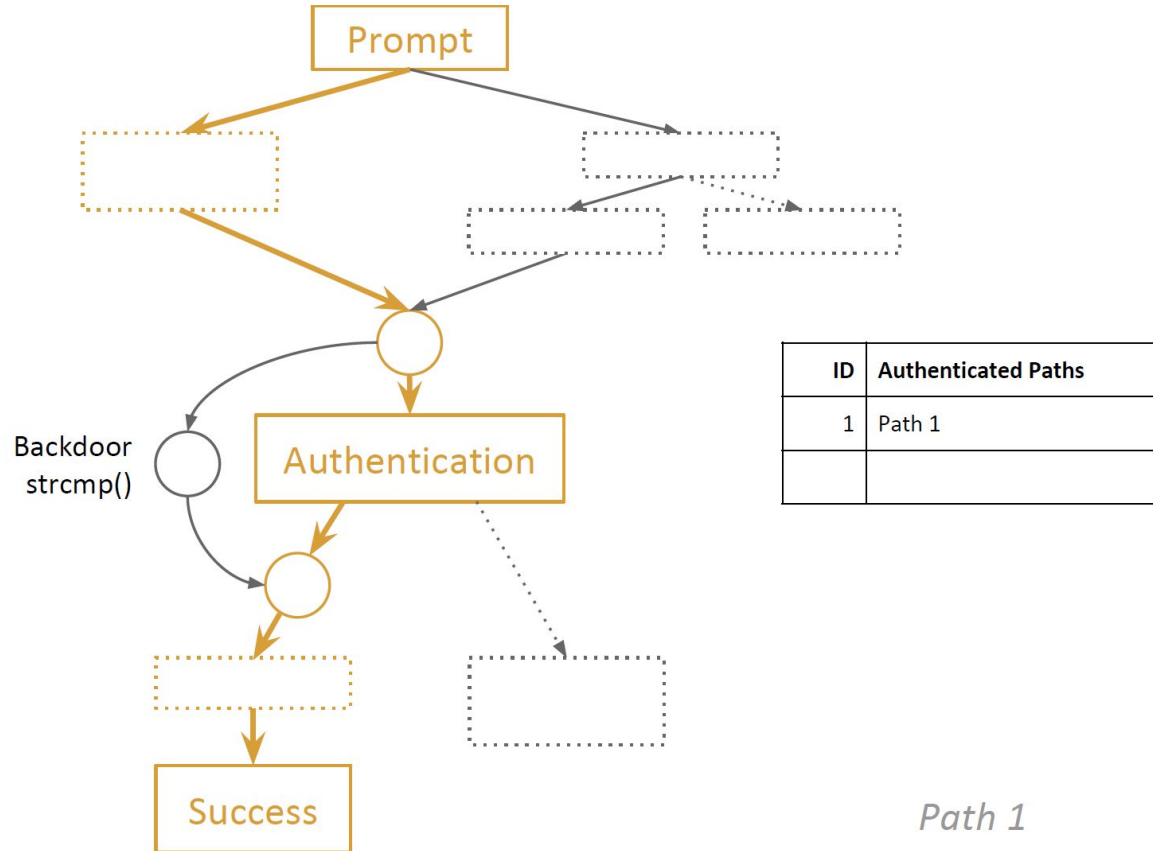 Prompt
ID Authenticated Paths
1 Path 1
Backdoor
strcmp()
Authentication
Success
Path 1